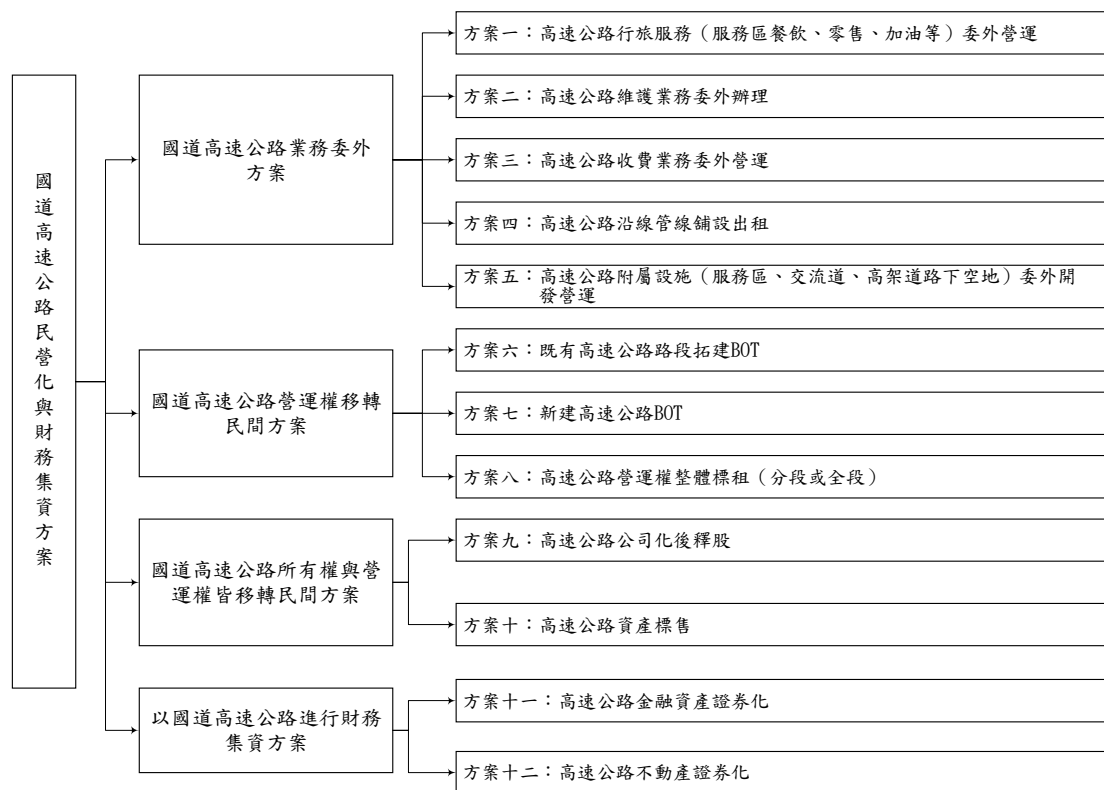 國道高速公路民營化與財務集資方案
國道高速公路業務委外
方案
方案一：高速公路行旅服務（服務區餐飲、零售、加油等）委外營運
方案二：高速公路維護業務委外辦理
方案三：高速公路收費業務委外營運
方案四：高速公路沿線管線舖設出租
方案五：高速公路附屬設施（服務區、交流道、高架道路下空地）委外開
發營運
國道高速公路營運權移轉
民間方案
方案六：既有高速公路路段拓建BOT
方案七：新建高速公路BOT
方案八：高速公路營運權整體標租（分段或全段）
國道高速公路所有權與營
運權皆移轉民間方案
方案九：高速公路公司化後釋股
方案十：高速公路資產標售
以國道高速公路進行財務
集資方案
方案十一：高速公路金融資產證券化
方案十二：高速公路不動產證券化